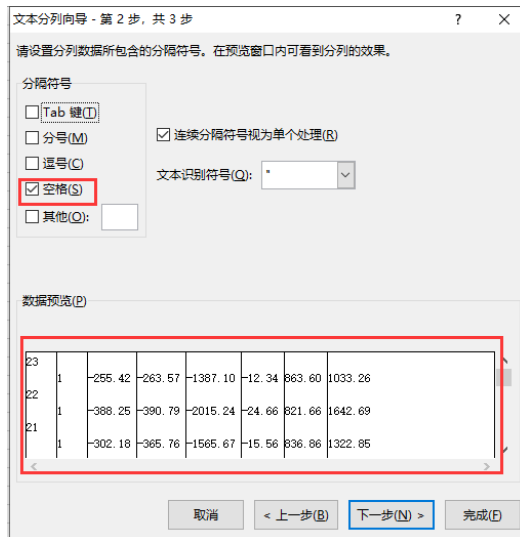 文本分列向导 - 第 2 步，共 3 步 ? ×
请设置分列数据所包含的分隔符号。在预览窗口内可看到分列的效果。
分隔符号
Tab 键(T)
分号(M)
连续分隔符号视为单个处理(R)
逗号(C)
文本识别符号(Q): "
空格(S)
其他(O):
数据预览(P)
23
1 -255.42 -263.57 -1387.10 -12.34 863.60 1033.26
22
1 -388.25 -390.79 -2015.24 -24.66 821.66 1642.69
21
1 -302.18 -365.76 -1565.67 -15.56 836.86 1322.85
取消 < 上一步(B) 下一步(N) > 完成(F)